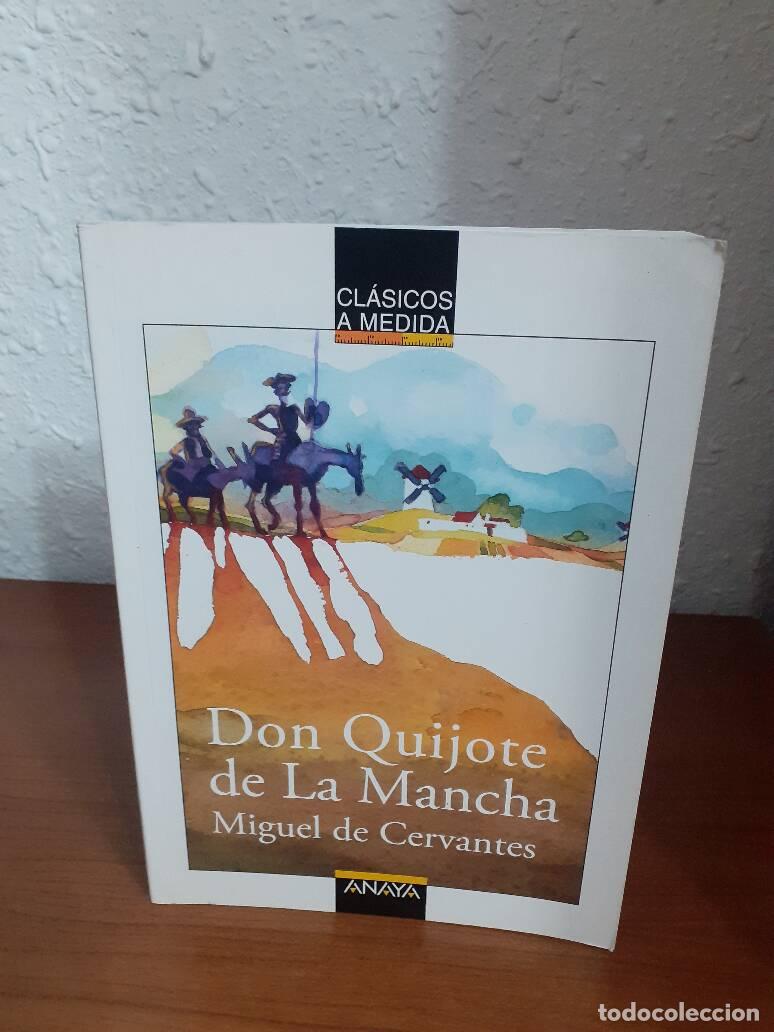 CLÁSICOS
A MEDIDA
Don Quijote
de La Mancha
Miguel de Cervantes
ANAYA
todocoleccion